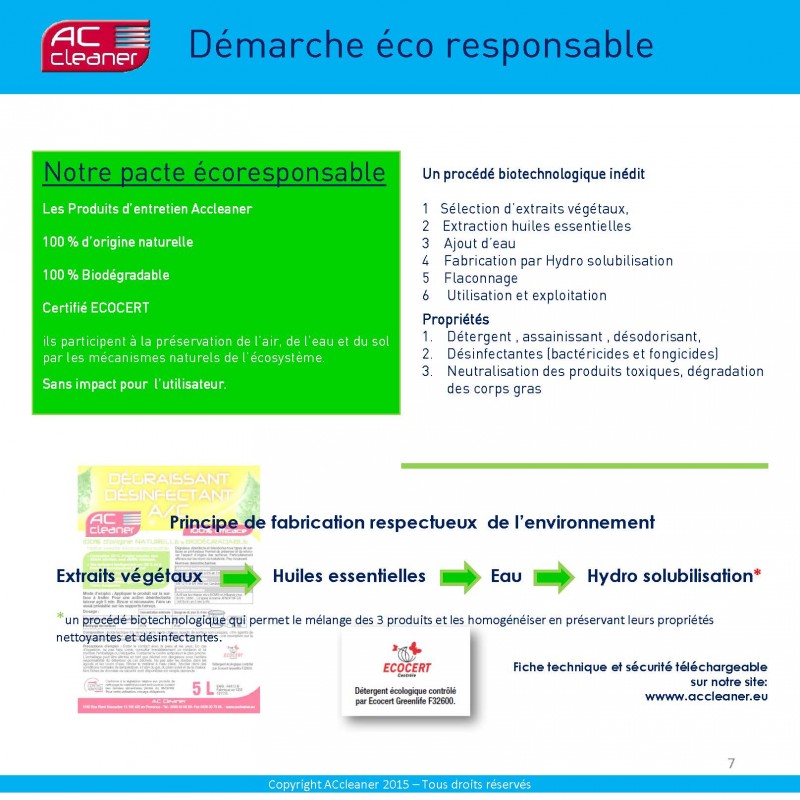 AC
cleaner
Démarche éco responsable
Notre pacte écoresponsable
Les Produits d'entretien Accleaner
100 % d'origine naturelle
100 % Biodégradable
Certifié ECOCERT
ils participent à la préservation de l'air, de l'eau et du sol
par les mécanismes naturels de l'écosystème.
Sans impact pour l'utilisateur.
Un procédé biotechnologique inédit
1 Sélection d'extraits végétaux,
2 Extraction huiles essentielles
3 Ajout d'eau
4 Fabrication par Hydro solubilisation
5 Flaconnage
6 Utilisation et exploitation
Propriétés
1. Détergent , assainissant , désodorisant,
2. Désinfectantes (bactéricides et fongicides)
3. Neutralisation des produits toxiques, dégradation
des corps gras
DÉGRAISSANT
DÉSINFECTANT
A/C
AC
cleaner
Principe de fabrication respectueux de l'environnement
Extraits végétaux Huiles essentielles Eau Hydro solubilisation*
*un procédé biotechnologique qui permet le mélange des 3 produits et les homogénéiser en préservant leurs propriétés
nettoyantes et désinfectantes.
5 L
AC Cleaner
ECOCERT
Contrôle
Détergent écologique contrôlé
par Ecocert Greenlife F32600.
Fiche technique et sécurité téléchargeable
sur notre site:
wwww.accleaner.eu
7
Copyright ACcleaner 2015 – Tous droits réservés